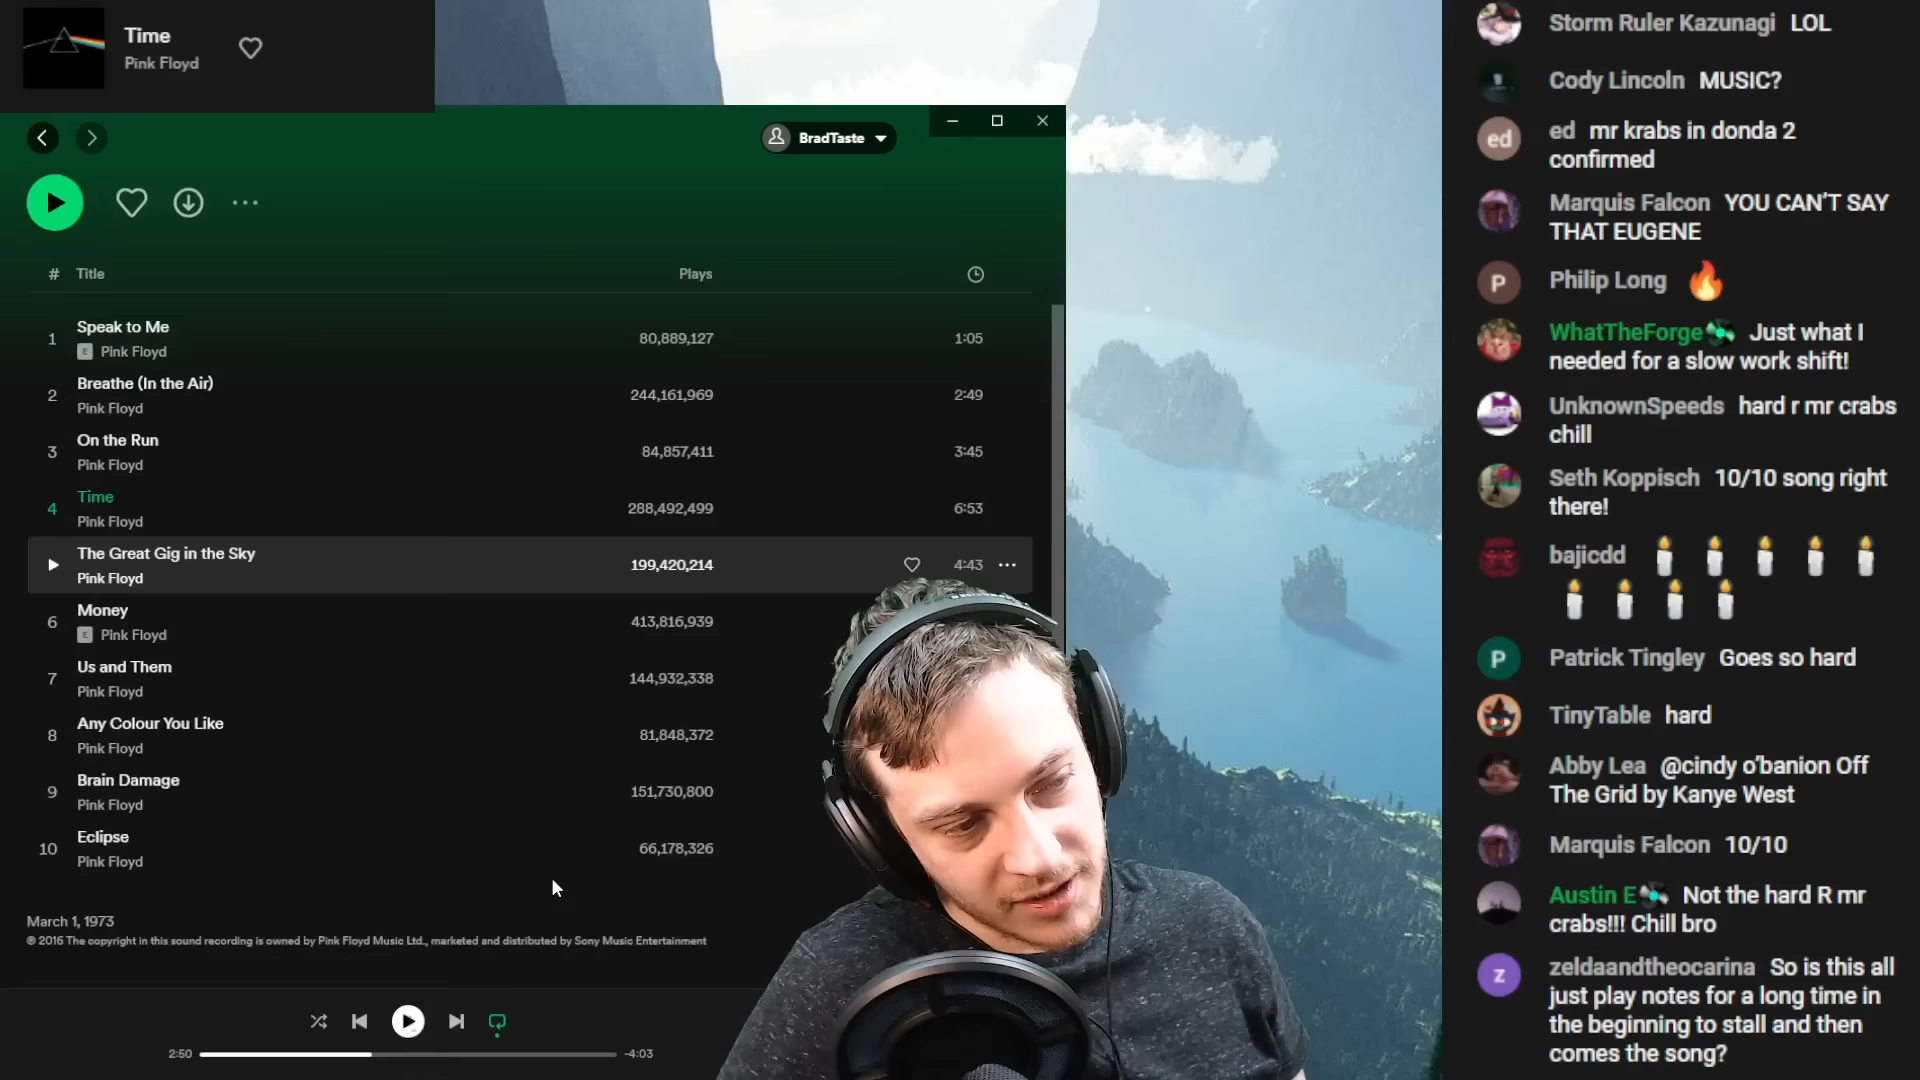 Time
Pink Floyd
BradTaste
# Title Plays
1 Speak to Me 80,889,127 1:05
E Pink Floyd
2 Breathe (In the Air) 244,161,969 2:49
Pink Floyd
3 On the Run 84,857,411 3:45
Pink Floyd
4 Time 288,492,499 6:53
Pink Floyd
The Great Gig in the Sky 199,420,214 4:43
Pink Floyd
6 Money 413,816,939
E Pink Floyd
7 Us and Them 144,932,338
Pink Floyd
8 Any Colour You Like 81,848,372
Pink Floyd
9 Brain Damage 151,730,800
Pink Floyd
10 Eclipse 66,178,326
Pink Floyd
March 1, 1973
℗ 2016 The copyright in this sound recording is owned by Pink Floyd Music Ltd., marketed and distributed by Sony Music Entertainment
2:50 -4:03
Storm Ruler Kazunagi LOL
Cody Lincoln MUSIC?
ed ed mr krabs in donda 2
confirmed
Marquis Falcon YOU CAN'T SAY
THAT EUGENE
P Philip Long 🔥
WhatTheForge Just what I
needed for a slow work shift!
UnknownSpeeds hard r mr crabs
chill
Seth Koppisch 10/10 song right
there!
bajicdd 🕯🕯🕯🕯🕯
🕯🕯🕯🕯
P Patrick Tingley Goes so hard
TinyTable hard
Abby Lea @cindy o'banion Off
The Grid by Kanye West
Marquis Falcon 10/10
Austin E Not the hard R mr
crabs!!! Chill bro
z zeldaandtheocarina So is this all
just play notes for a long time in
the beginning to stall and then
comes the song?